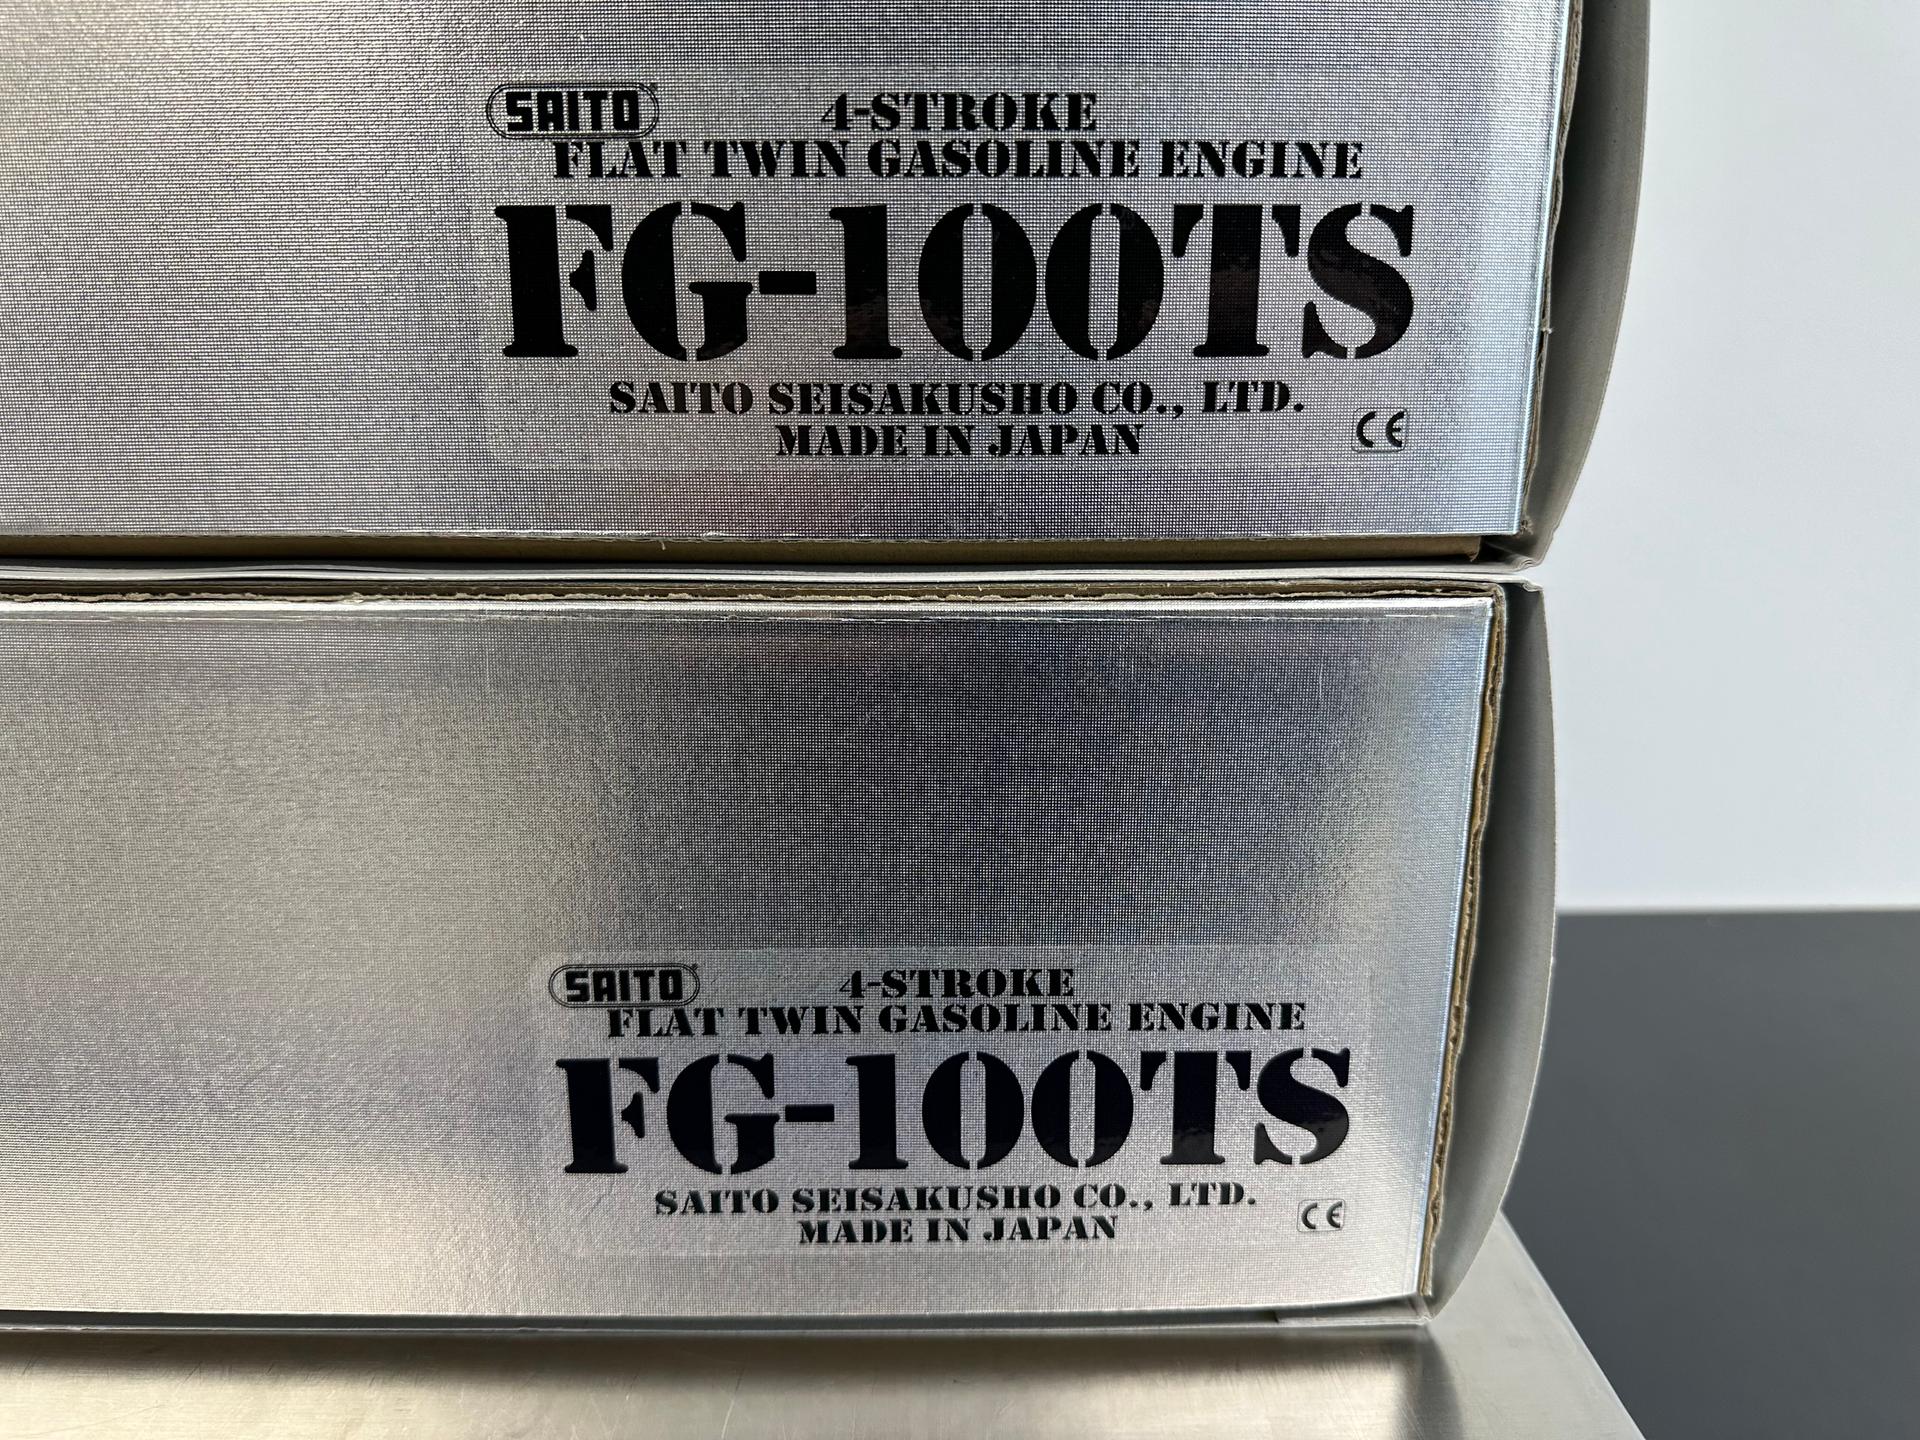 SAITO
4-STROKE
FLAT TWIN GASOLINE ENGINE
FG-100TS
SAITO SEISAKUSHO CO., LTD.
MADE IN JAPAN
CE
SAITO
4-STROKE
FLAT TWIN GASOLINE ENGINE
FG-100TS
SAITO SEISAKUSHO CO., LTD.
MADE IN JAPAN
CE